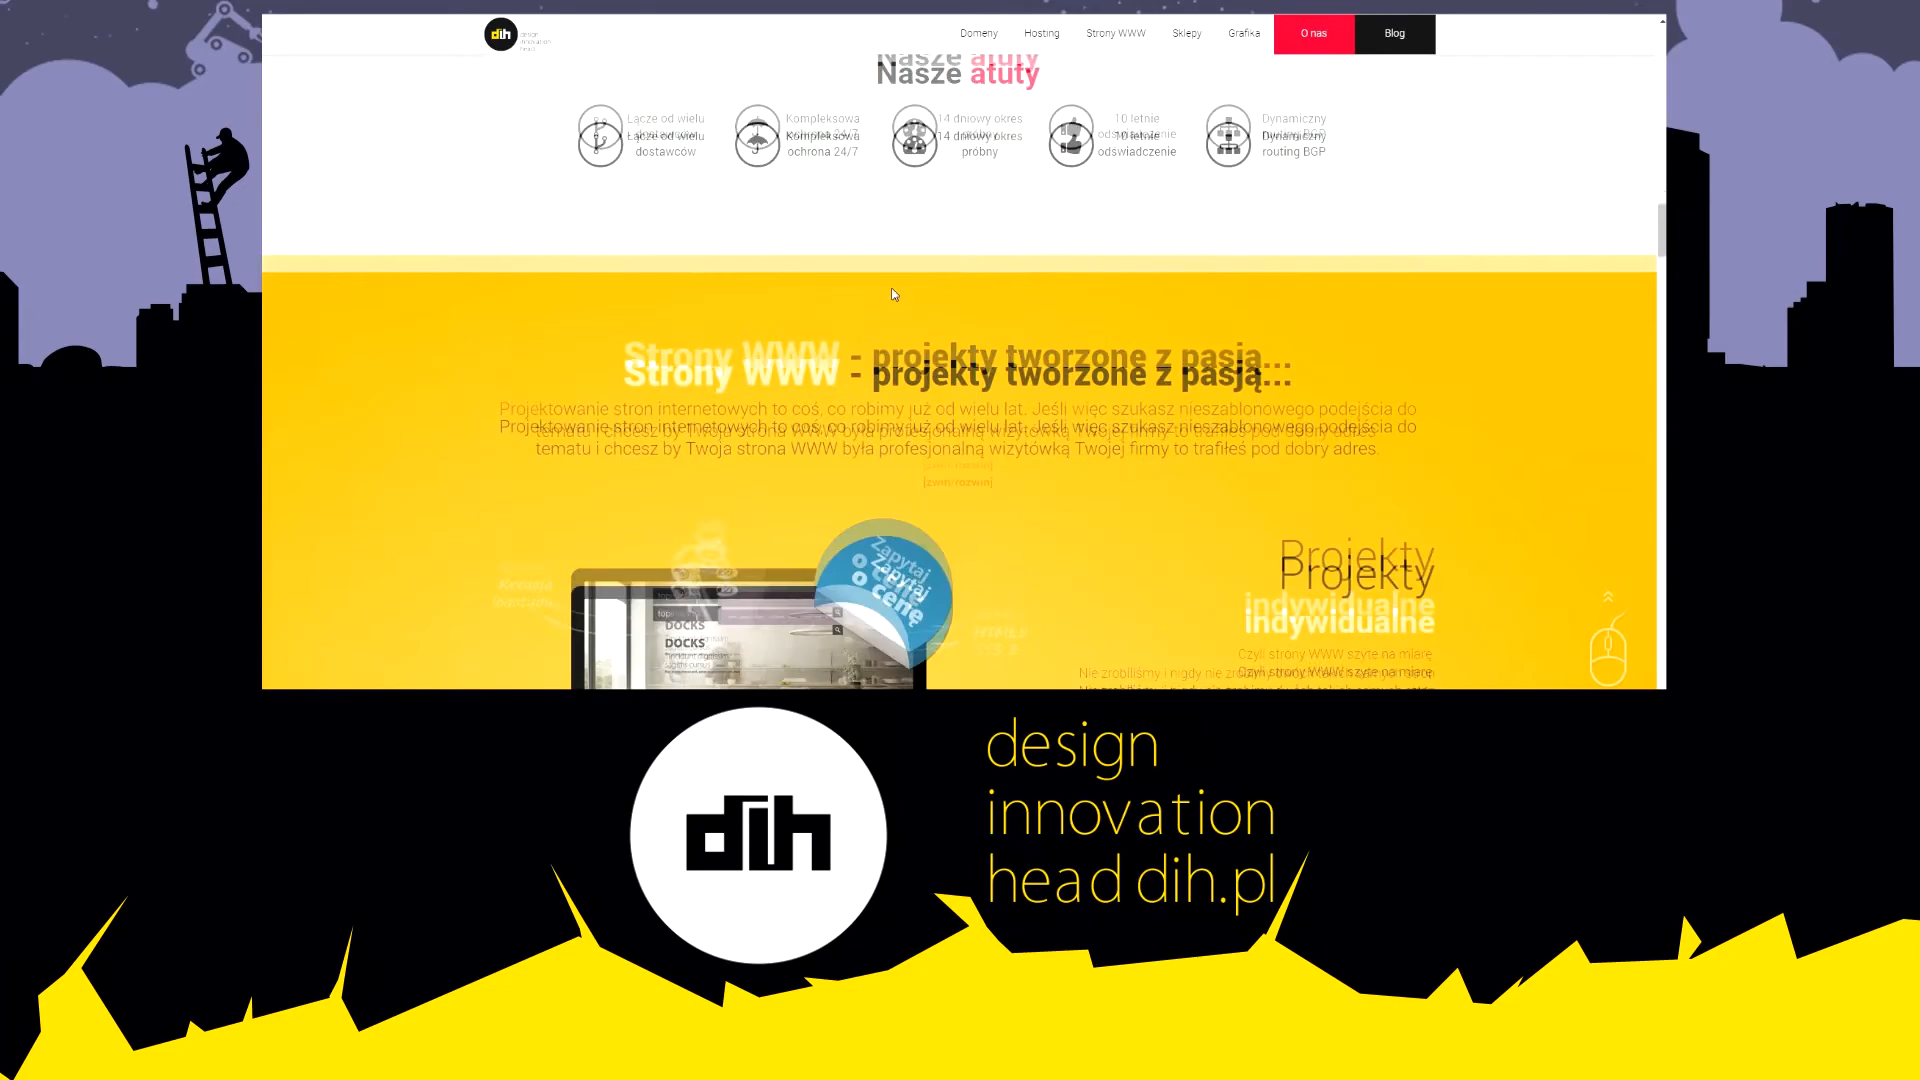 dih
design
innovation
head
Domeny Hosting Strony WWW Sklepy Grafika O nas Blog
Nasze atuty
Łącze od wielu dostawców
Kompleksowa ochrona 24/7
14 dniowy okres próbny
10 letnie odświadczenie
Dynamiczny routing BGP
Strony WWW - projekty tworzone z pasją...
Projektowanie stron internetowych to coś, co robimy już od wielu lat. Jeśli więc szukasz nieszablonowego podejścia do
tematu i chcesz by Twoja strona WWW była profesjonalną wizytówką Twojej firmy to trafiłeś pod dobry adres.
[zwiń/rozwiń]
Zapytaj
o cenę
DOCKS
Projekty
indywidualne
Czyli strony WWW szyte na miarę
dih
design
innovation
head dih.pl